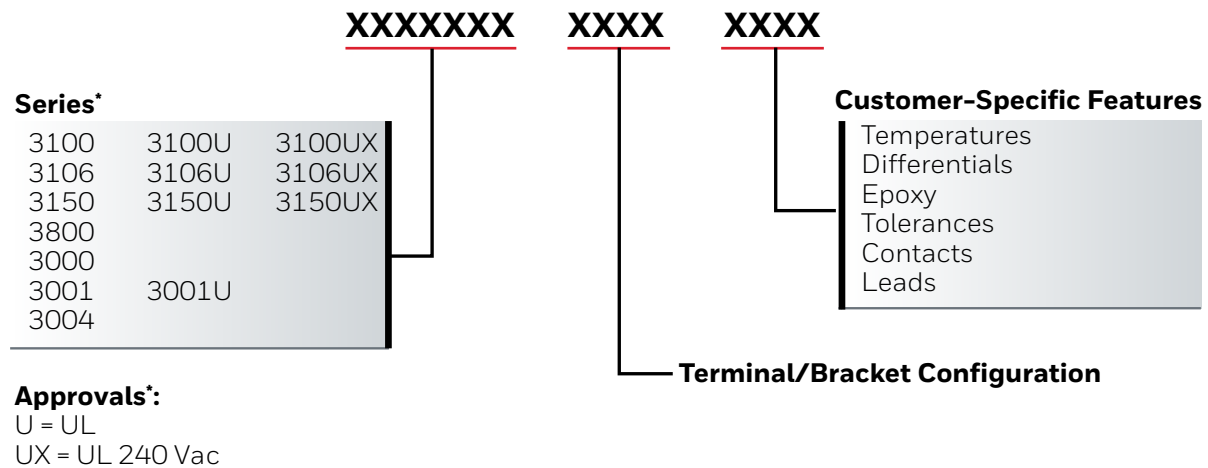 XXXXXXX XXXX XXXX
Series*
3100 3100U 3100UX
3106 3106U 3106UX
3150 3150U 3150UX
3800
3000
3001 3001U
3004
Customer-Specific Features
Temperatures
Differentials
Epoxy
Tolerances
Contacts
Leads
Terminal/Bracket Configuration
Approvals*:
U = UL
UX = UL 240 Vac